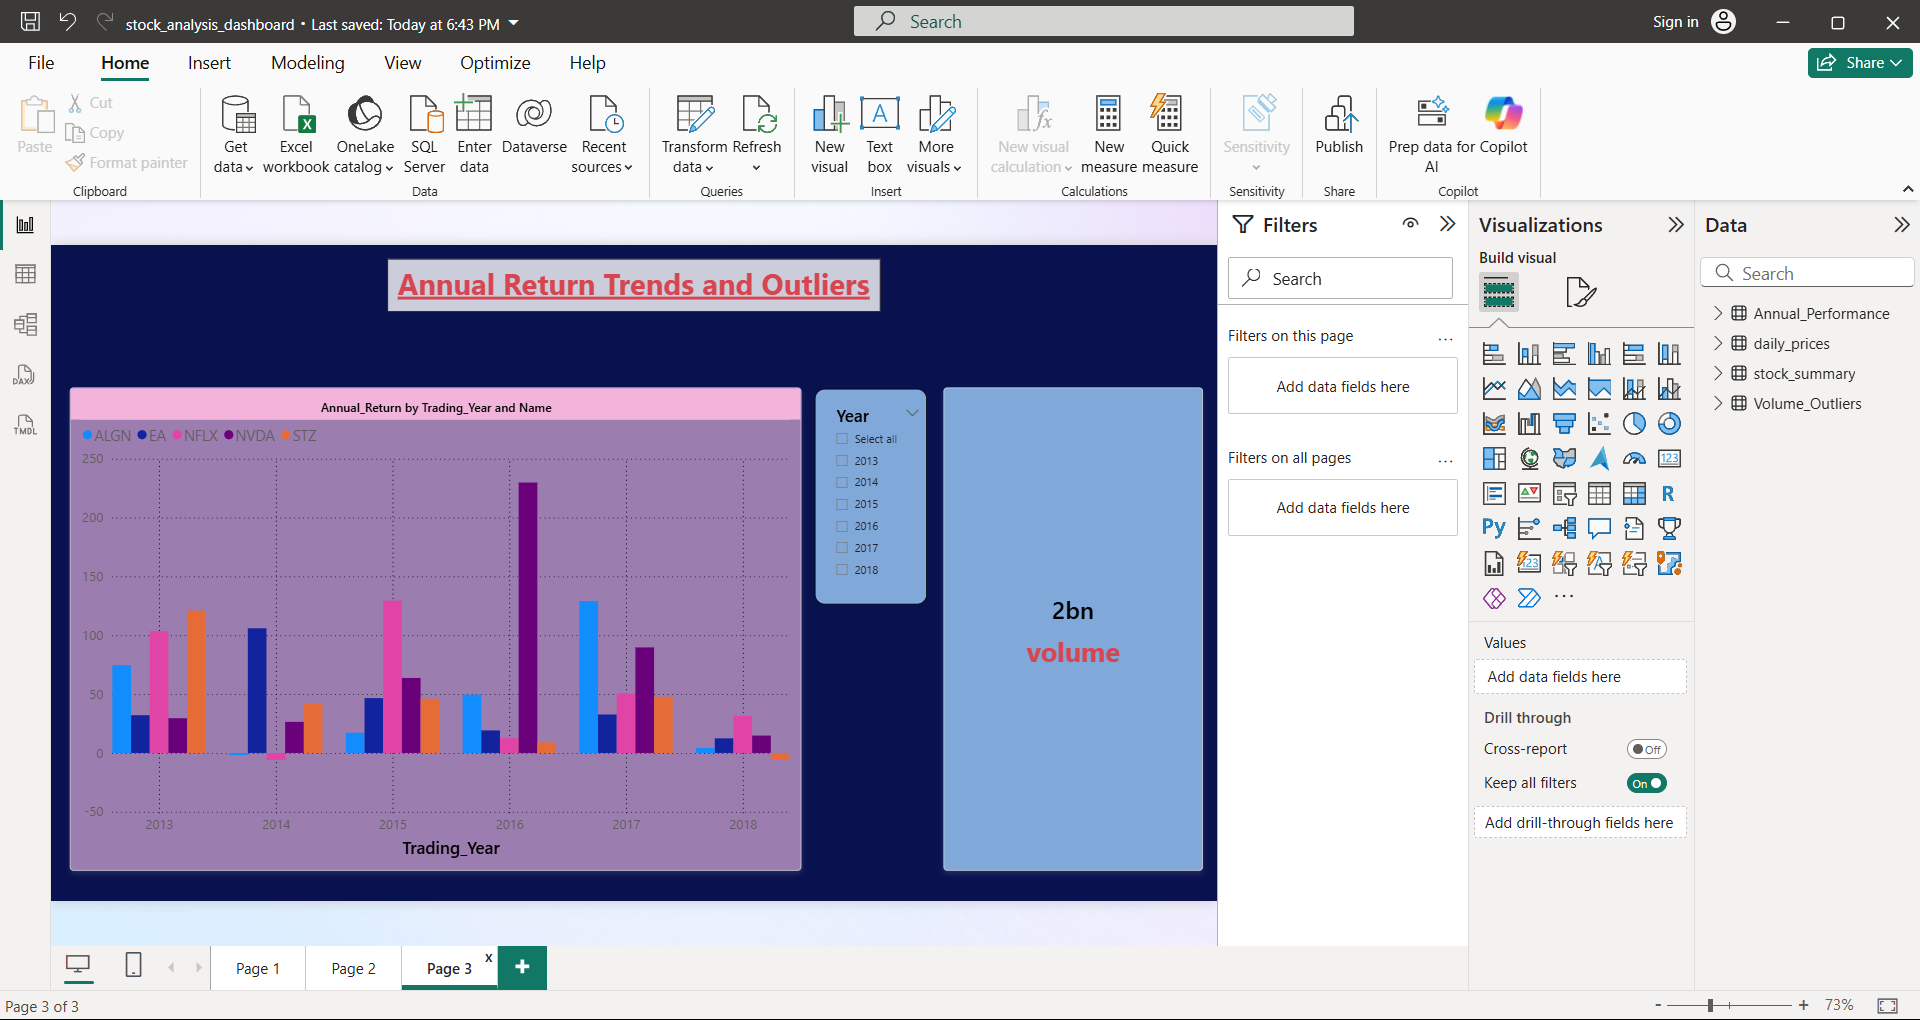 stock_analysis_dashboard • Last saved: Today at 6:43 PM
Search
Sign in
File Home Insert Modeling View Optimize Help
Share
Paste
Cut
Copy
Format painter
Clipboard
Get data
Excel workbook
OneLake catalog
SQL Server
Enter data
Dataverse
Recent sources
Data
Transform data
Refresh
Queries
New visual
Text box
More visuals
Insert
New visual calculation
New measure
Quick measure
Calculations
Sensitivity
Sensitivity
Publish
Share
Prep data for AI
Copilot
Copilot
DAX
TMDL
Annual Return Trends and Outliers
Annual_Return by Trading_Year and Name
ALGN EA NFLX NVDA STZ
250
200
150
100
50
0
-50
2013 2014 2015 2016 2017 2018
Trading_Year
Year
Select all
2013
2014
2015
2016
2017
2018
2bn
volume
Filters
Search
Filters on this page ...
Add data fields here
Filters on all pages ...
Add data fields here
Visualizations
Build visual
123
R
Py
123
...
Values
Add data fields here
Drill through
Cross-report Off
Keep all filters On
Add drill-through fields here
Data
Search
Annual_Performance
daily_prices
stock_summary
Volume_Outliers
Page 1 Page 2 Page 3 x +
Page 3 of 3
- + 73%